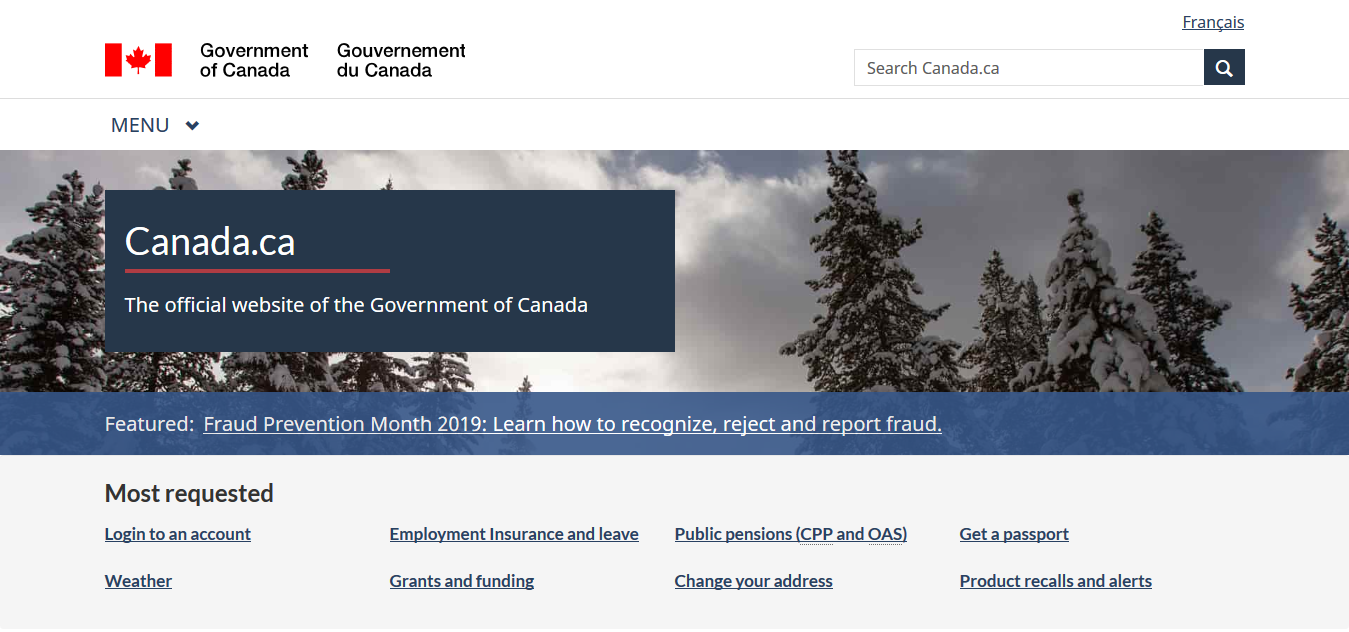 Français
Government
of Canada
Gouvernement
du Canada
Search Canada.ca
MENU
Canada.ca
The official website of the Government of Canada
Featured: Fraud Prevention Month 2019: Learn how to recognize, reject and report fraud.
Most requested
Login to an account
Employment Insurance and leave
Public pensions (CPP and OAS)
Get a passport
Weather
Grants and funding
Change your address
Product recalls and alerts